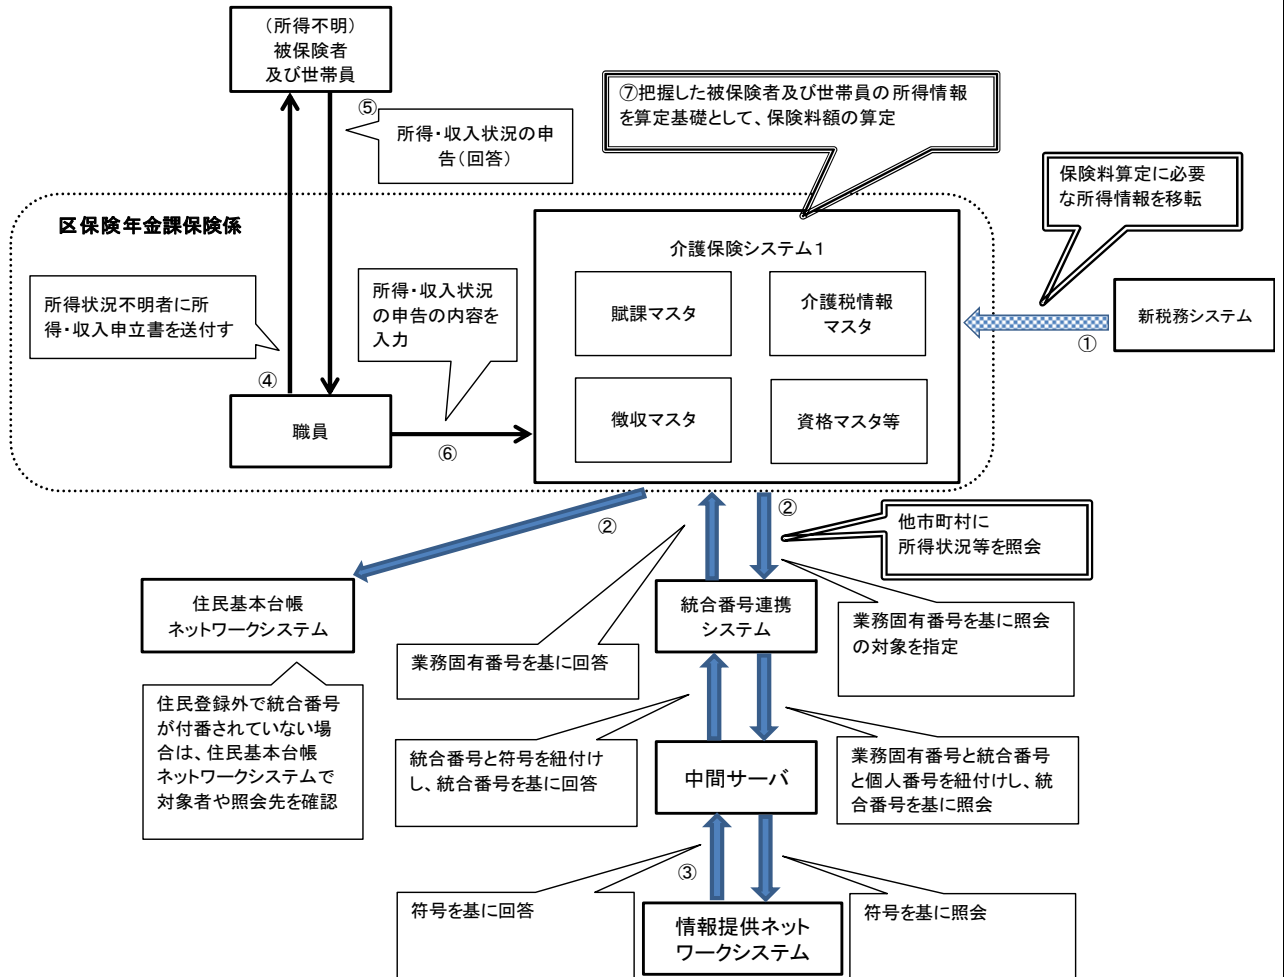 (所得不明)
被保険者
及び世帯員
⑤
所得・収入状況の申
告(回答)
⑦把握した被保険者及び世帯員の所得情報
を算定基礎として、保険料額の算定
保険料算定に必要
な所得情報を移転
区保険年金課保険係
介護保険システム1
賦課マスタ
介護税情報
マスタ
徴収マスタ
資格マスタ等
新税務システム
①
所得状況不明者に所
得・収入申立書を送付す
所得・収入状況
の申告の内容を
入力
④
職員
⑥
②
②
他市町村に
所得状況等を照会
住民基本台帳
ネットワークシステム
統合番号連携
システム
業務固有番号を基に回答
業務固有番号を基に照会
の対象を指定
住民登録外で統合番号
が付番されていない場
合は、住民基本台帳
ネットワークシステムで
対象者や照会先を確認
統合番号と符号を紐付け
し、統合番号を基に回答
中間サーバ
業務固有番号と統合番号
と個人番号を紐付けし、統
合番号を基に照会
③
符号を基に回答
情報提供ネット
ワークシステム
符号を基に照会